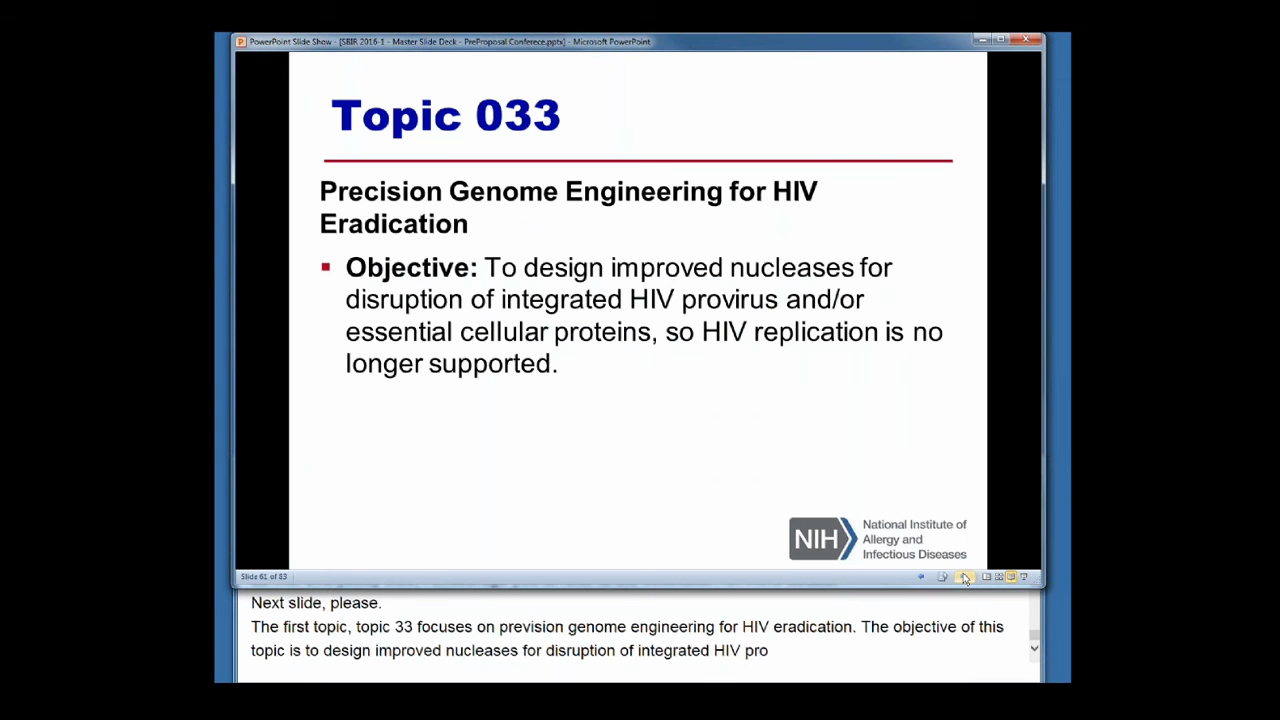 PowerPoint Slide Show - [SBIR 2016-1 - Master Slide Deck - PreProposal Conferece.pptx] - Microsoft PowerPoint
Topic 033
Precision Genome Engineering for HIV
Eradication
Objective: To design improved nucleases for
disruption of integrated HIV provirus and/or
essential cellular proteins, so HIV replication is no
longer supported.
NIH
National Institute of
Allergy and
Infectious Diseases
Slide 61 of 83
Next slide, please.
The first topic, topic 33 focuses on prevision genome engineering for HIV eradication. The objective of this
topic is to design improved nucleases for disruption of integrated HIV pro